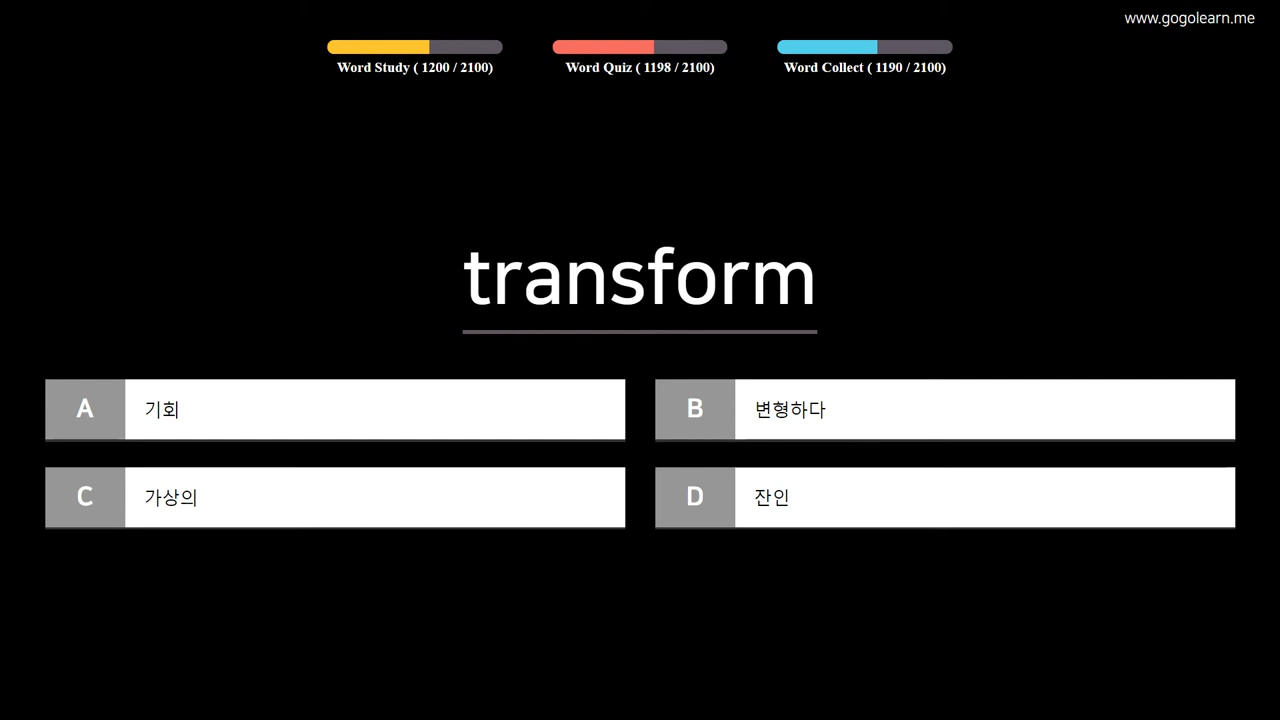 www.gogolearn.me
Word Study ( 1200 / 2100)
Word Quiz ( 1198 / 2100)
Word Collect ( 1190 / 2100)
transform
A 기회
B 변형하다
C 가상의
D 잔인